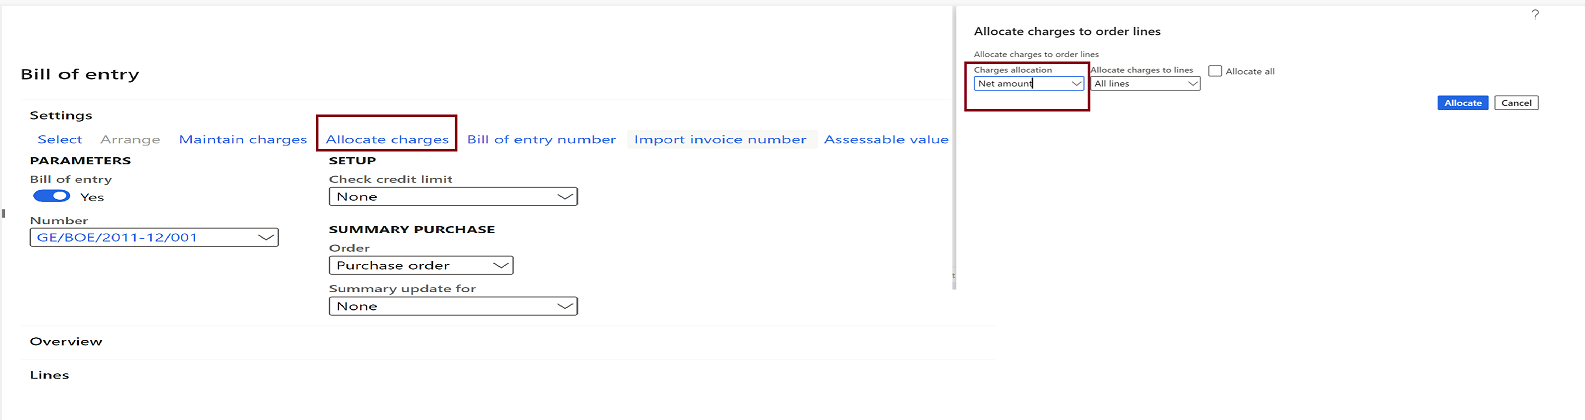 Bill of entry
Settings
Select Arrange Maintain charges Allocate charges Bill of entry number Import invoice number Assessable value
PARAMETERS
Bill of entry
Yes
Number
GE/BOE/2011-12/001
SETUP
Check credit limit
None
SUMMARY PURCHASE
Order
Purchase order
Summary update for
None
Overview
Lines
?
Allocate charges to order lines
Allocate charges to order lines
Charges allocation Allocate charges to lines
Net amount All lines Allocate all
Allocate Cancel
t